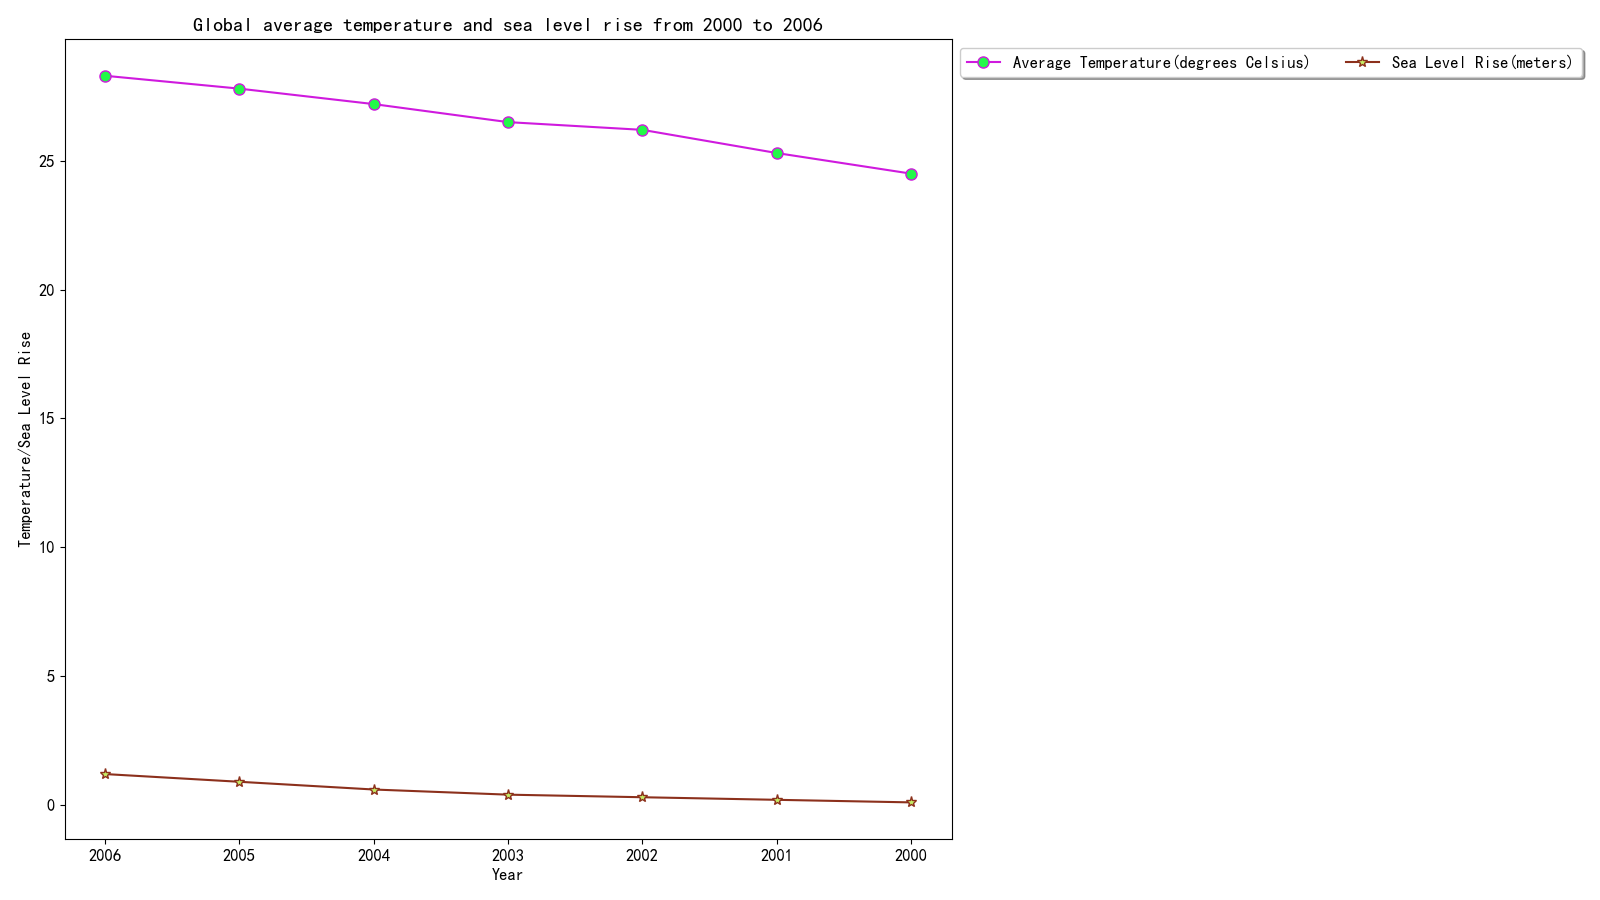 Global average temperature and sea level rise from 2000 to 2006
Average Temperature(degrees Celsius)
Sea Level Rise(meters)
Temperature/Sea Level Rise
25
20
15
10
5
0
2006 2005 2004 2003 2002 2001 2000
Year